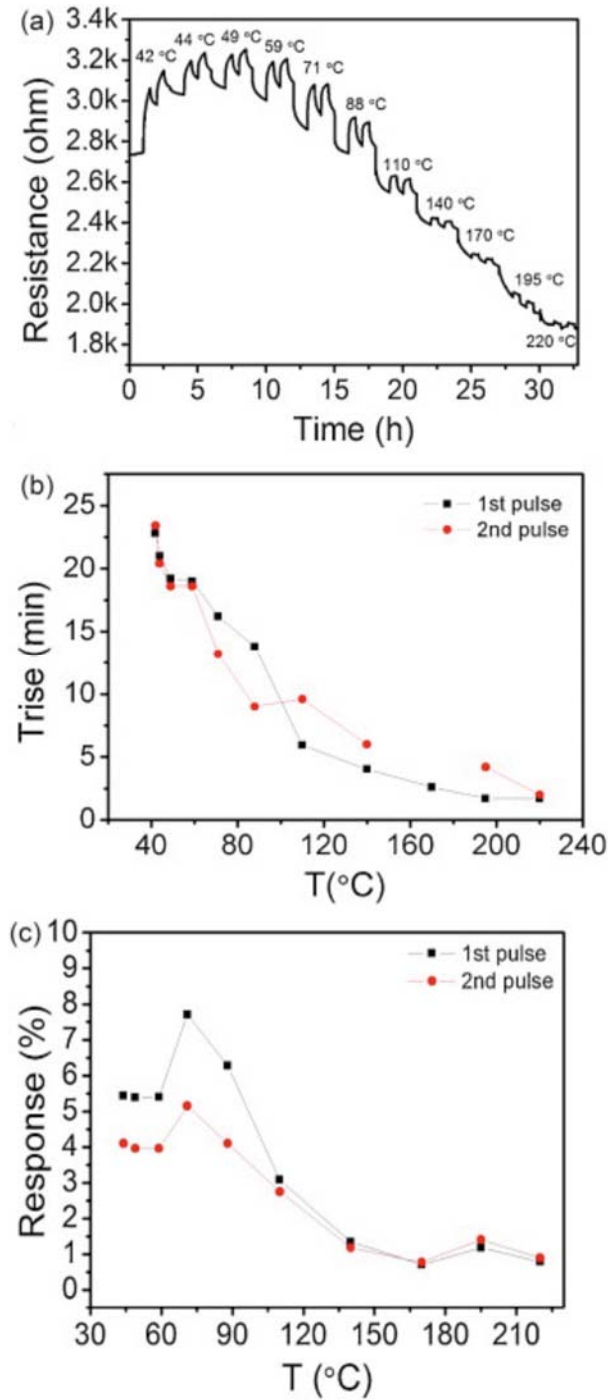 (a)
3.4k
3.2k
3.0k
2.8k
2.6k
2.4k
2.2k
2.0k
1.8k
Resistance (ohm)
42 °C
44 °C
49 °C
59 °C
71 °C
88 °C
110 °C
140 °C
170 °C
195 °C
220 °C
0 5 10 15 20 25 30
Time (h)
(b)
25
20
15
10
5
0
Trise (min)
1st pulse
2nd pulse
40 80 120 160 200 240
T(°C)
(c)
10
9
8
7
6
5
4
3
2
1
0
Response (%)
1st pulse
2nd pulse
30 60 90 120 150 180 210
T (°C)